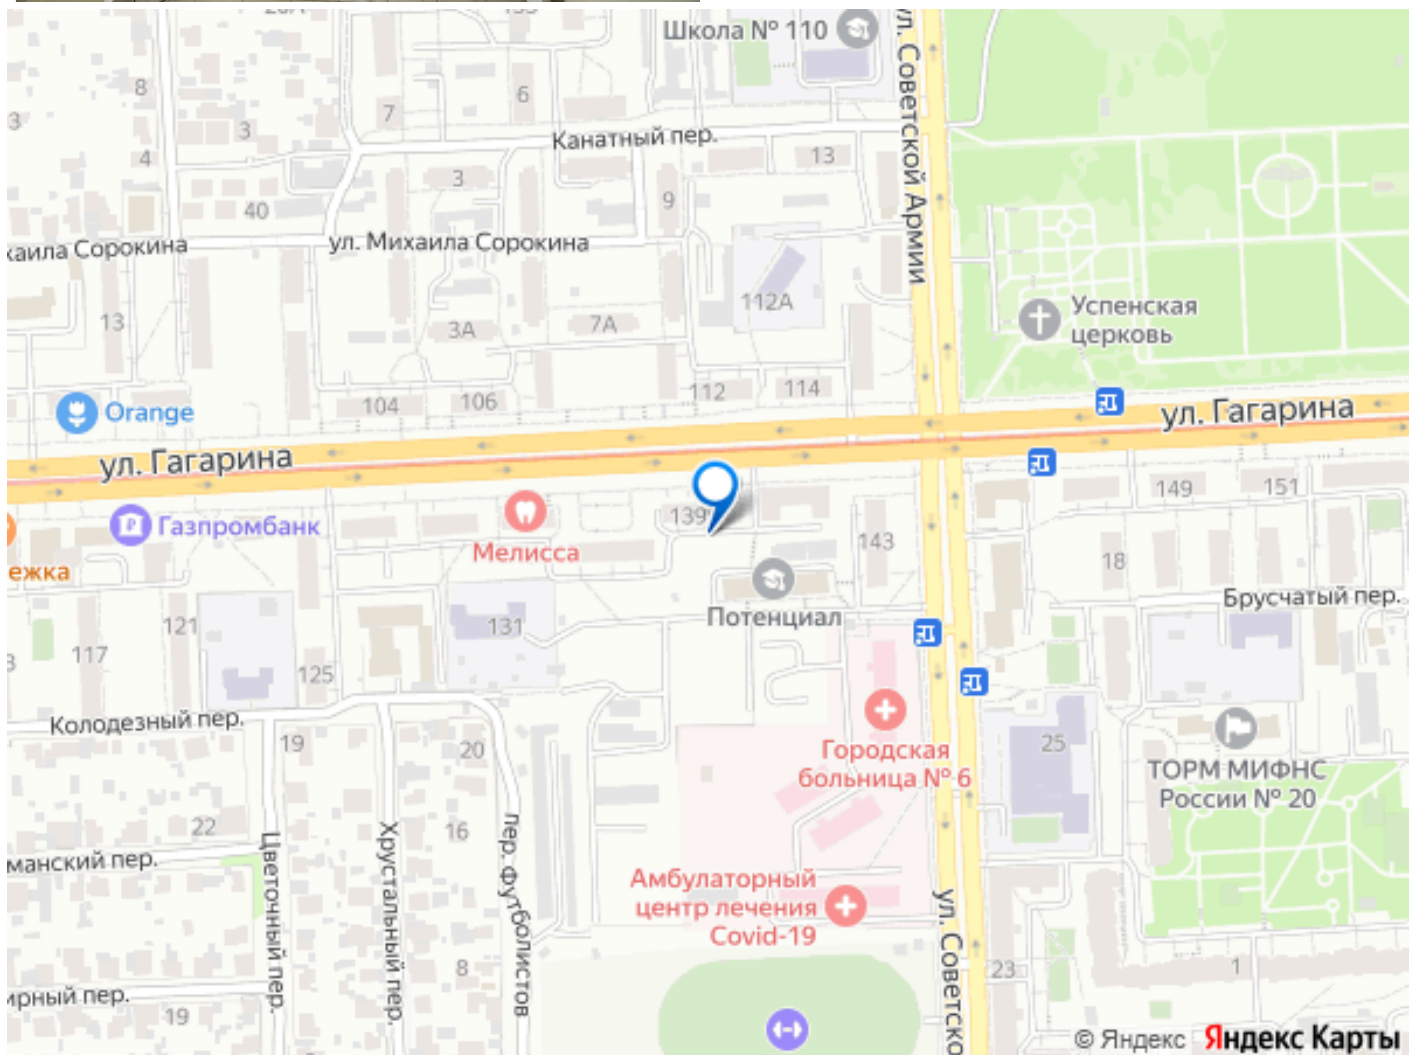 Школа № 110
8
7
6
3
3
4
Канатный пер.
13
ул. Советской Армии
3
9
40
хаила Сорокина
ул. Михаила Сорокина
112А
Успенская
церковь
13
3А
7А
112
114
104
106
Orange
ул. Гагарина
ул. Гагарина
149
151
Газпромбанк
139
Мелисса
143
ежка
18
Потенциал
Брусчатый пер.
121
131
117
125
3
Колодезный пер.
19
20
Городская
больница № 6
25
ТОРМ МИФНС
России № 20
22
16
манский пер.
Цветочный пер.
Хрустальный пер.
пер. Футболистов
Амбулаторный
центр лечения
Covid-19
ул. Советско
8
23
1
ирный пер.
19
© Яндекс Яндекс Карты